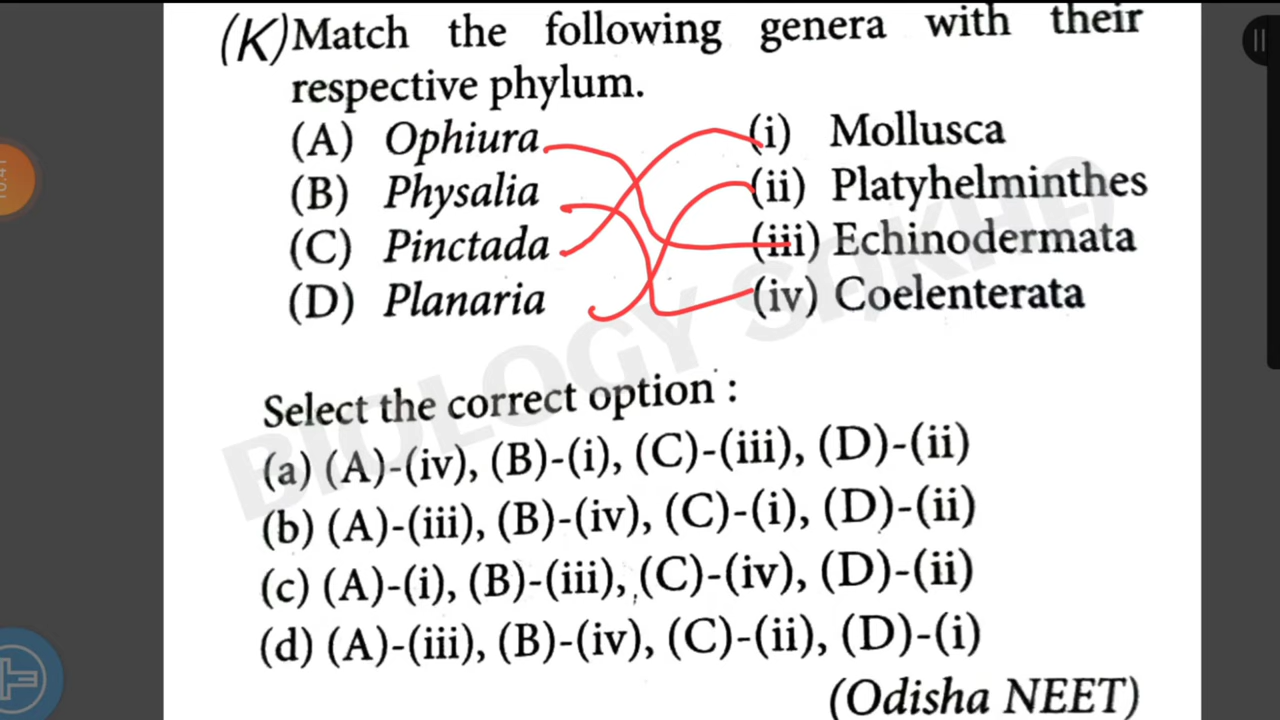 (K) Match the following genera with their
respective phylum.
(A) Ophiura (i) Mollusca
(B) Physalia (ii) Platyhelminthes
(C) Pinctada (iii) Echinodermata
(D) Planaria (iv) Coelenterata
Select the correct option :
(a) (A)-(iv), (B)-(i), (C)-(iii), (D)-(ii)
(b) (A)-(iii), (B)-(iv), (C)-(i), (D)-(ii)
(c) (A)-(i), (B)-(iii), (C)-(iv), (D)-(ii)
(d) (A)-(iii), (B)-(iv), (C)-(ii), (D)-(i)
(Odisha NEET)